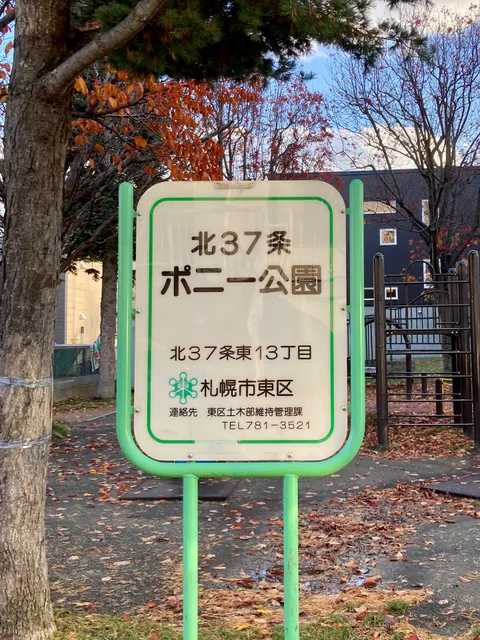 北37条
ポニー公園
北37条東13丁目
札幌市東区
連絡先 東区土木部維持管理課
TEL781-3521